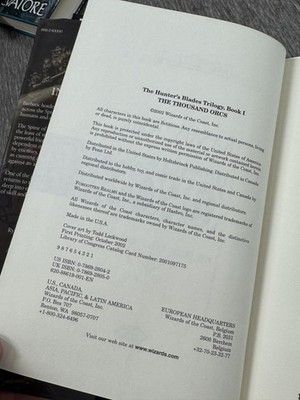 SATORE
The Hunter's Blades Trilogy, Book I
THE THOUSAND ORCS
©2002 Wizards of the Coast, Inc.
All characters in this book are fictitious. Any resemblance to actual persons, living
or dead, is purely coincidental.
This book is protected under the copyright laws of the United States of America.
Any reproduction or unauthorized use of the material or artwork contained herein
is prohibited without the express written permission of Wizards of the Coast, Inc.
Distributed in the United States by Holtzbrinck Publishing. Distributed in Canada
by Fenn Ltd.
Distributed to the hobby, toy, and comic trade in the United States and Canada by
regional distributors.
Distributed worldwide by Wizards of the Coast, Inc. and regional distributors.
FORGOTTEN REALMS and the Wizards of the Coast logo are registered trademarks of
Wizards of the Coast, Inc., a subsidiary of Hasbro, Inc.
All Wizards of the Coast characters, character names, and the distinctive
likenesses thereof are trademarks owned by Wizards of the Coast, Inc.
Made in the U.S.A.
Cover art by Todd Lockwood
First Printing: October 2002
Library of Congress Catalog Card Number: 2001097175
9 8 7 6 5 4 3 2 1
US ISBN: 0-7869-2804-2
UK ISBN: 0-7869-2805-0
620-88619-001-EN
U.S., CANADA,
ASIA, PACIFIC, & LATIN AMERICA
Wizards of the Coast, Inc.
P.O. Box 707
Renton, WA 98057-0707
+1-800-324-6496
EUROPEAN HEADQUARTERS
Wizards of the Coast, Belgium
P.B. 2031
2600 Berchem
Belgium
+32-70-23-32-77
Visit our web site at www.wizards.com